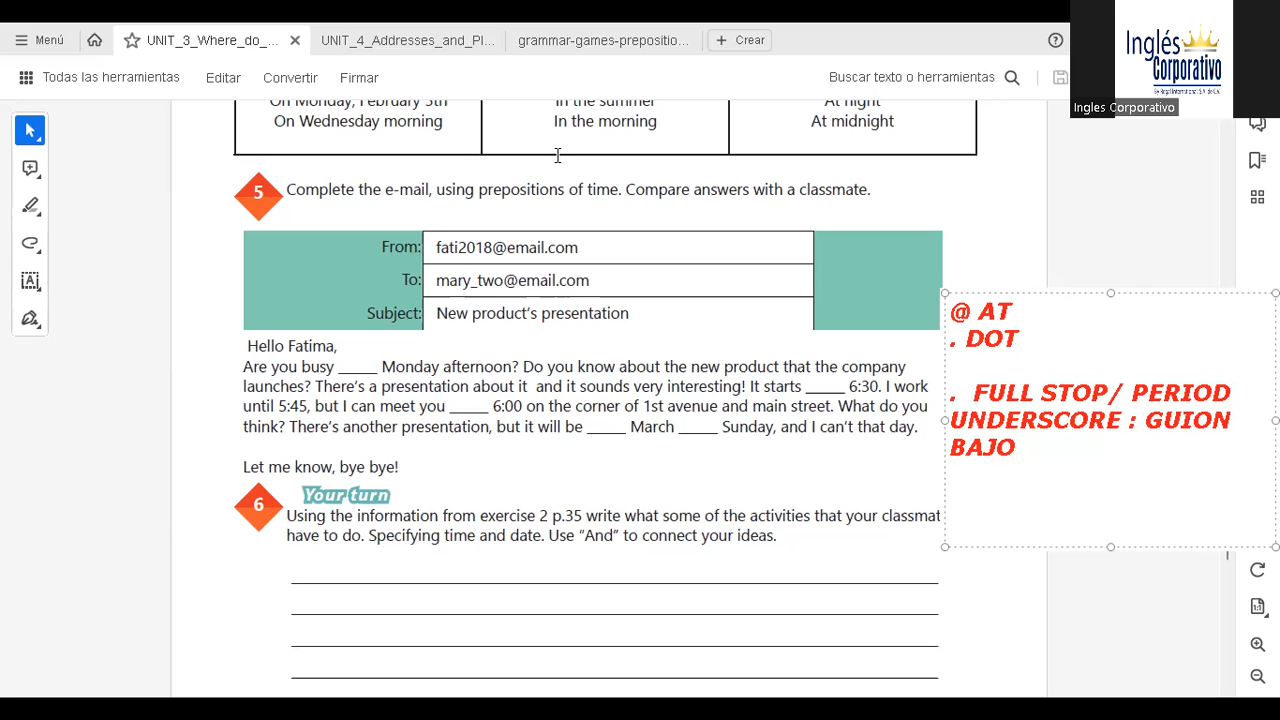 Menú
UNIT_3_Where_do_...
UNIT_4_Addresses_and_Pl...
grammar-games-prepositio...
Crear
Todas las herramientas
Editar
Convertir
Firmar
Buscar texto o herramientas
Inglés
Corporativo
Ingles Corporativo
On Monday, February 5th
On Wednesday morning
In the summer
In the morning
At night
At midnight
5
Complete the e-mail, using prepositions of time. Compare answers with a classmate.
From: fati2018@email.com
To: mary_two@email.com
Subject: New product's presentation
Hello Fatima,
Are you busy _____ Monday afternoon? Do you know about the new product that the company
launches? There's a presentation about it and it sounds very interesting! It starts _____ 6:30. I work
until 5:45, but I can meet you _____ 6:00 on the corner of 1st avenue and main street. What do you
think? There's another presentation, but it will be _____ March _____ Sunday, and I can't that day.
Let me know, bye bye!
@ AT
. DOT
. FULL STOP/ PERIOD
UNDERSCORE : GUION
BAJO
6
Your turn
Using the information from exercise 2 p.35 write what some of the activities that your classmat
have to do. Specifying time and date. Use “And” to connect your ideas.